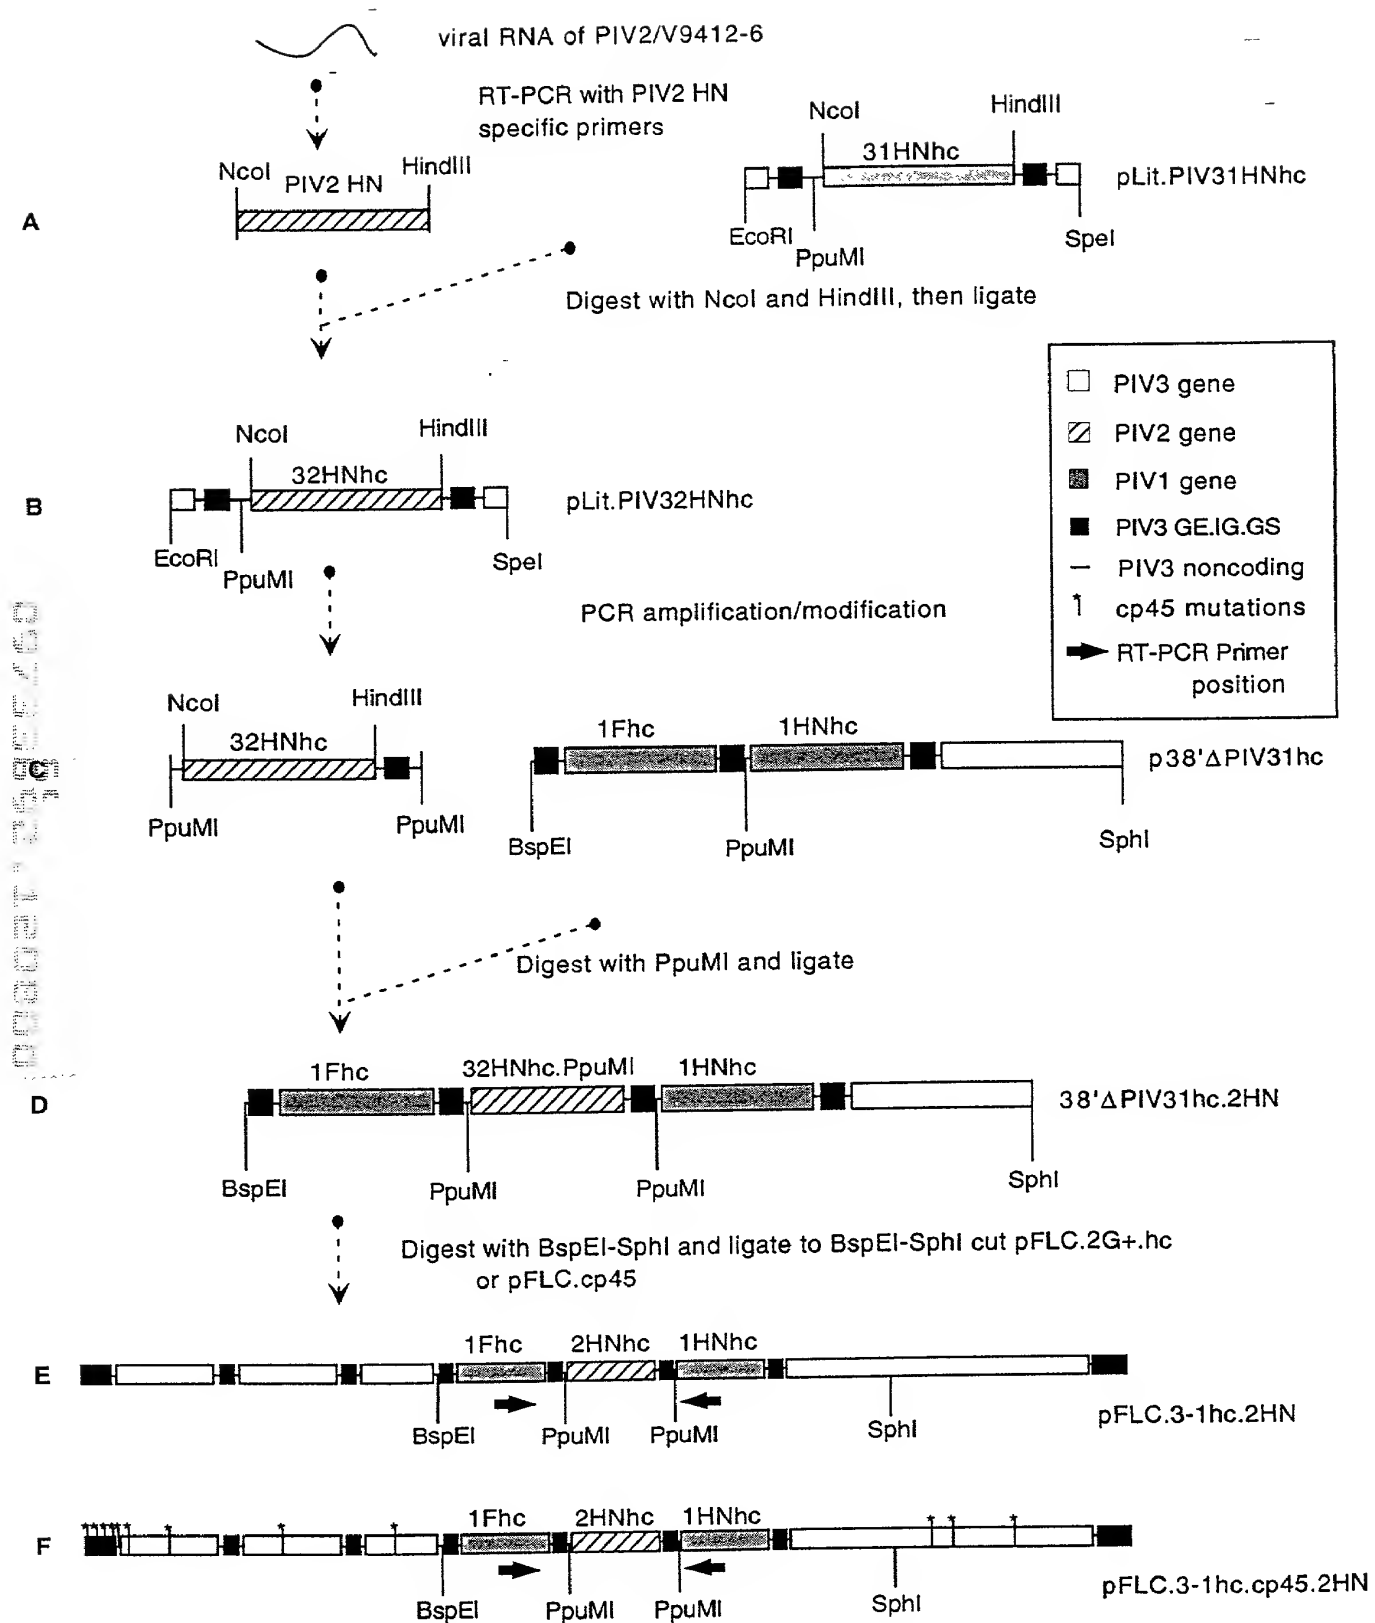 viral RNA of PIV2/V9412-6
RT-PCR with PIV2 HN
specific primers
NcoI
HindIII
PIV2 HN
NcoI
HindIII
31HNhc
pLit.PIV31HNhc
EcoRI
PpuMI
SpeI
A
Digest with NcoI and HindIII, then ligate
PIV3 gene
PIV2 gene
PIV1 gene
PIV3 GE.IG.GS
PIV3 noncoding
* cp45 mutations
RT-PCR Primer
position
NcoI
HindIII
32HNhc
B
pLit.PIV32HNhc
EcoRI
PpuMI
SpeI
PCR amplification/modification
NcoI
HindIII
32HNhc
1Fhc
1HNhc
p38'ΔPIV31hc
C
PpuMI
PpuMI
BspEI
PpuMI
SphI
Digest with PpuMI and ligate
1Fhc
32HNhc.PpuMI
1HNhc
D
38'ΔPIV31hc.2HN
BspEI
PpuMI
PpuMI
SphI
Digest with BspEI-SphI and ligate to BspEI-SphI cut pFLC.2G+.hc
or pFLC.cp45
1Fhc
2HNhc
1HNhc
E
BspEI
PpuMI
PpuMI
SphI
pFLC.3-1hc.2HN
* * * * * * * *
1Fhc
2HNhc
1HNhc
* * *
F
BspEI
PpuMI
PpuMI
SphI
pFLC.3-1hc.cp45.2HN